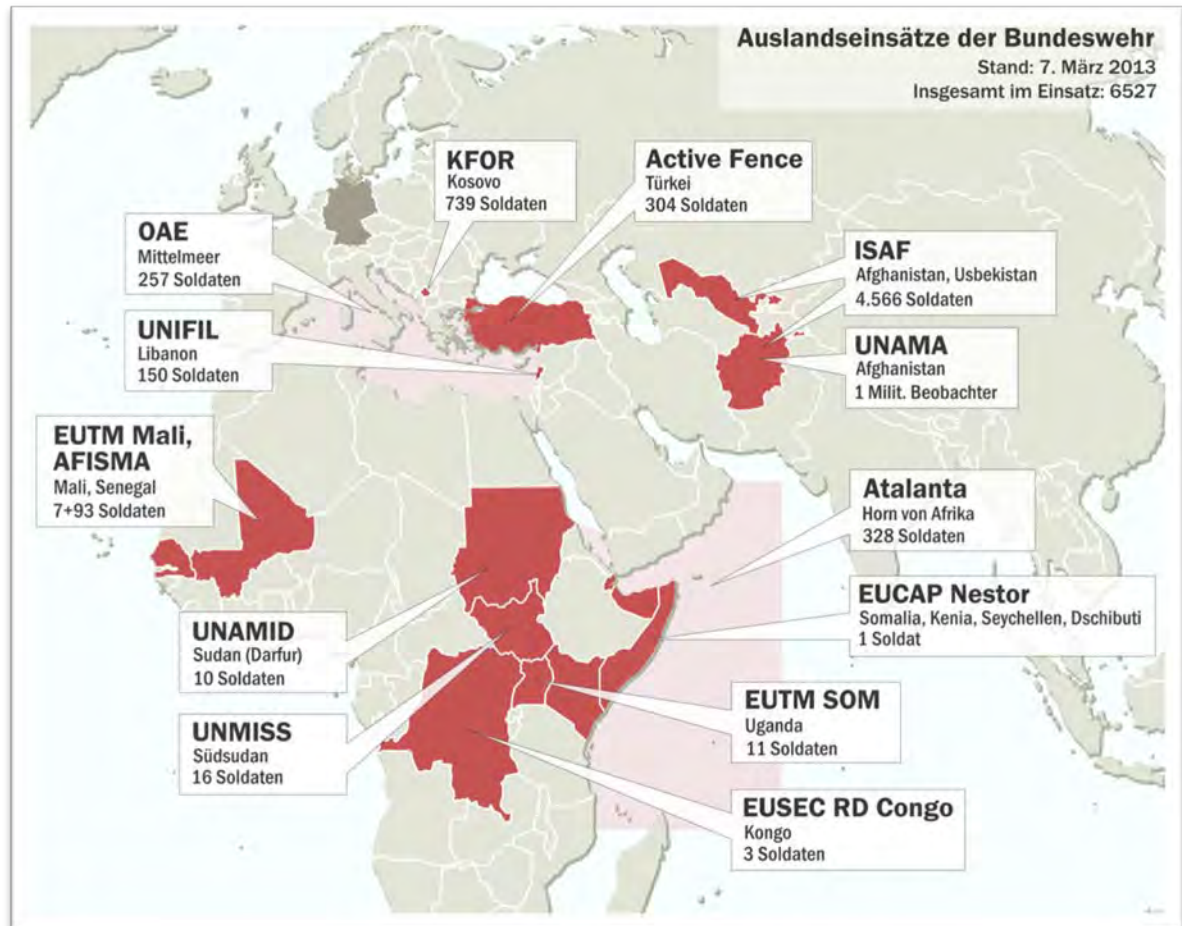 Auslandseinsätze der Bundeswehr
Stand: 7. März 2013
Insgesamt im Einsatz: 6527
KFOR
Kosovo
739 Soldaten
Active Fence
Türkei
304 Soldaten
OAE
Mittelmeer
257 Soldaten
ISAF
Afghanistan, Usbekistan
4.566 Soldaten
UNIFIL
Libanon
150 Soldaten
UNAMA
Afghanistan
1 Milit. Beobachter
EUTM Mali,
AFISMA
Mali, Senegal
7+93 Soldaten
Atalanta
Horn von Afrika
328 Soldaten
EUCAP Nestor
Somalia, Kenia, Seychellen, Dschibuti
1 Soldat
UNAMID
Sudan (Darfur)
10 Soldaten
EUTM SOM
Uganda
11 Soldaten
UNMISS
Südsudan
16 Soldaten
EUSEC RD Congo
Kongo
3 Soldaten